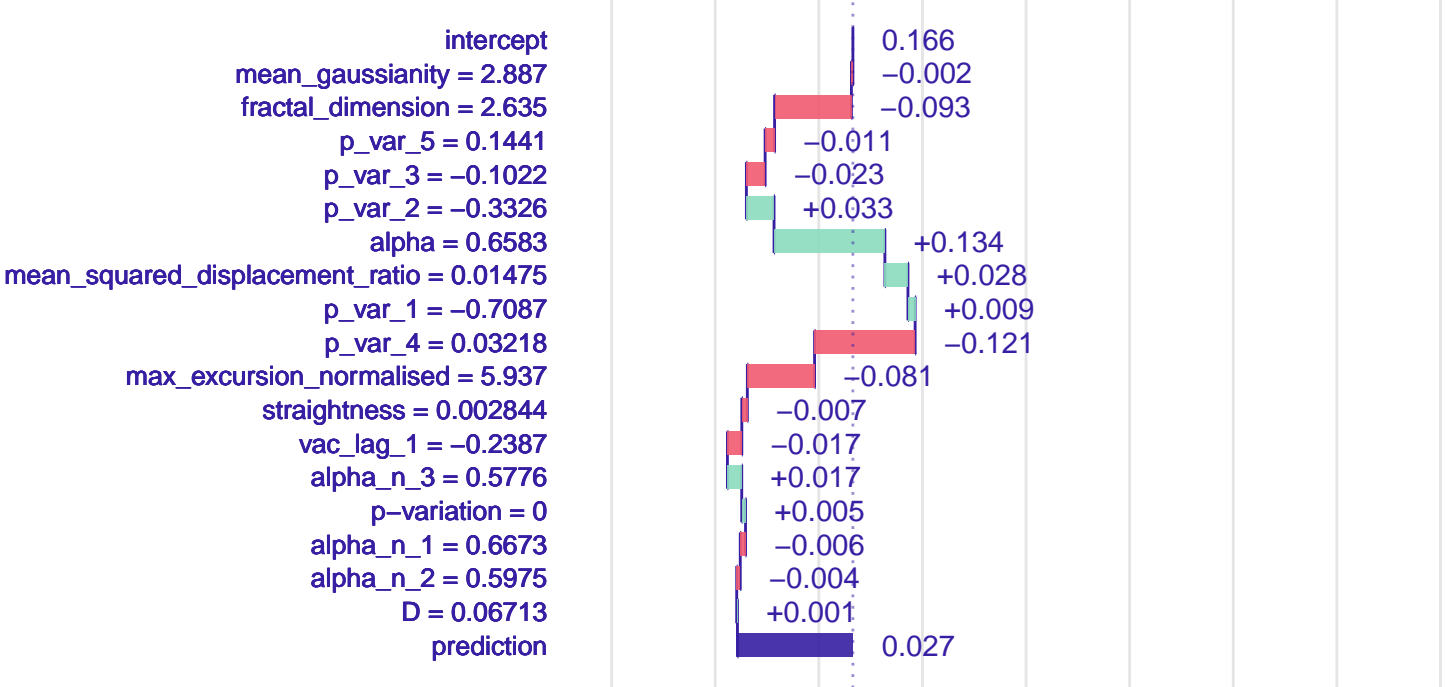 intercept 0.166
mean_gaussianity = 2.887 −0.002
fractal_dimension = 2.635 −0.093
p_var_5 = 0.1441 −0.011
p_var_3 = −0.1022 −0.023
p_var_2 = −0.3326 +0.033
alpha = 0.6583 +0.134
mean_squared_displacement_ratio = 0.01475 +0.028
p_var_1 = −0.7087 +0.009
p_var_4 = 0.03218 −0.121
max_excursion_normalised = 5.937 −0.081
straightness = 0.002844 −0.007
vac_lag_1 = −0.2387 −0.017
alpha_n_3 = 0.5776 +0.017
p−variation = 0 +0.005
alpha_n_1 = 0.6673 −0.006
alpha_n_2 = 0.5975 −0.004
D = 0.06713 +0.001
prediction 0.027